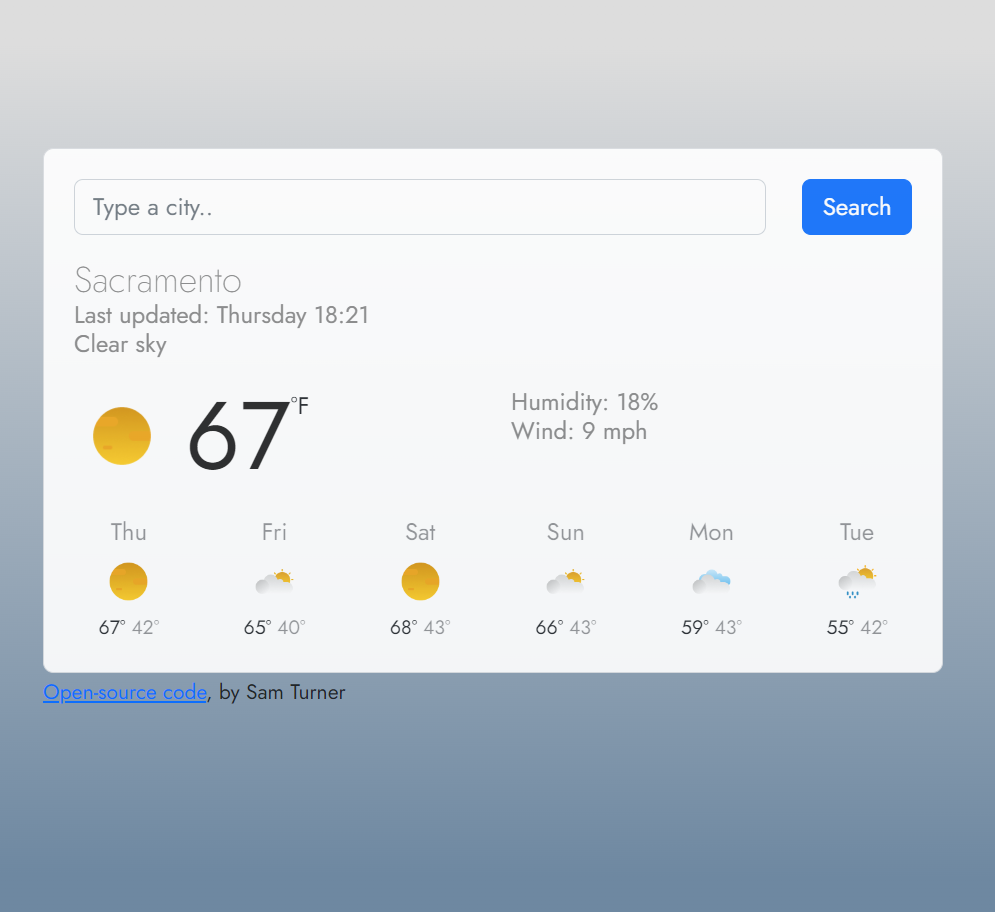 Type a city..
Search
Sacramento
Last updated: Thursday 18:21
Clear sky
67°F
Humidity: 18%
Wind: 9 mph
Thu Fri Sat Sun Mon Tue
67° 42° 65° 40° 68° 43° 66° 43° 59° 43° 55° 42°
Open-source code, by Sam Turner